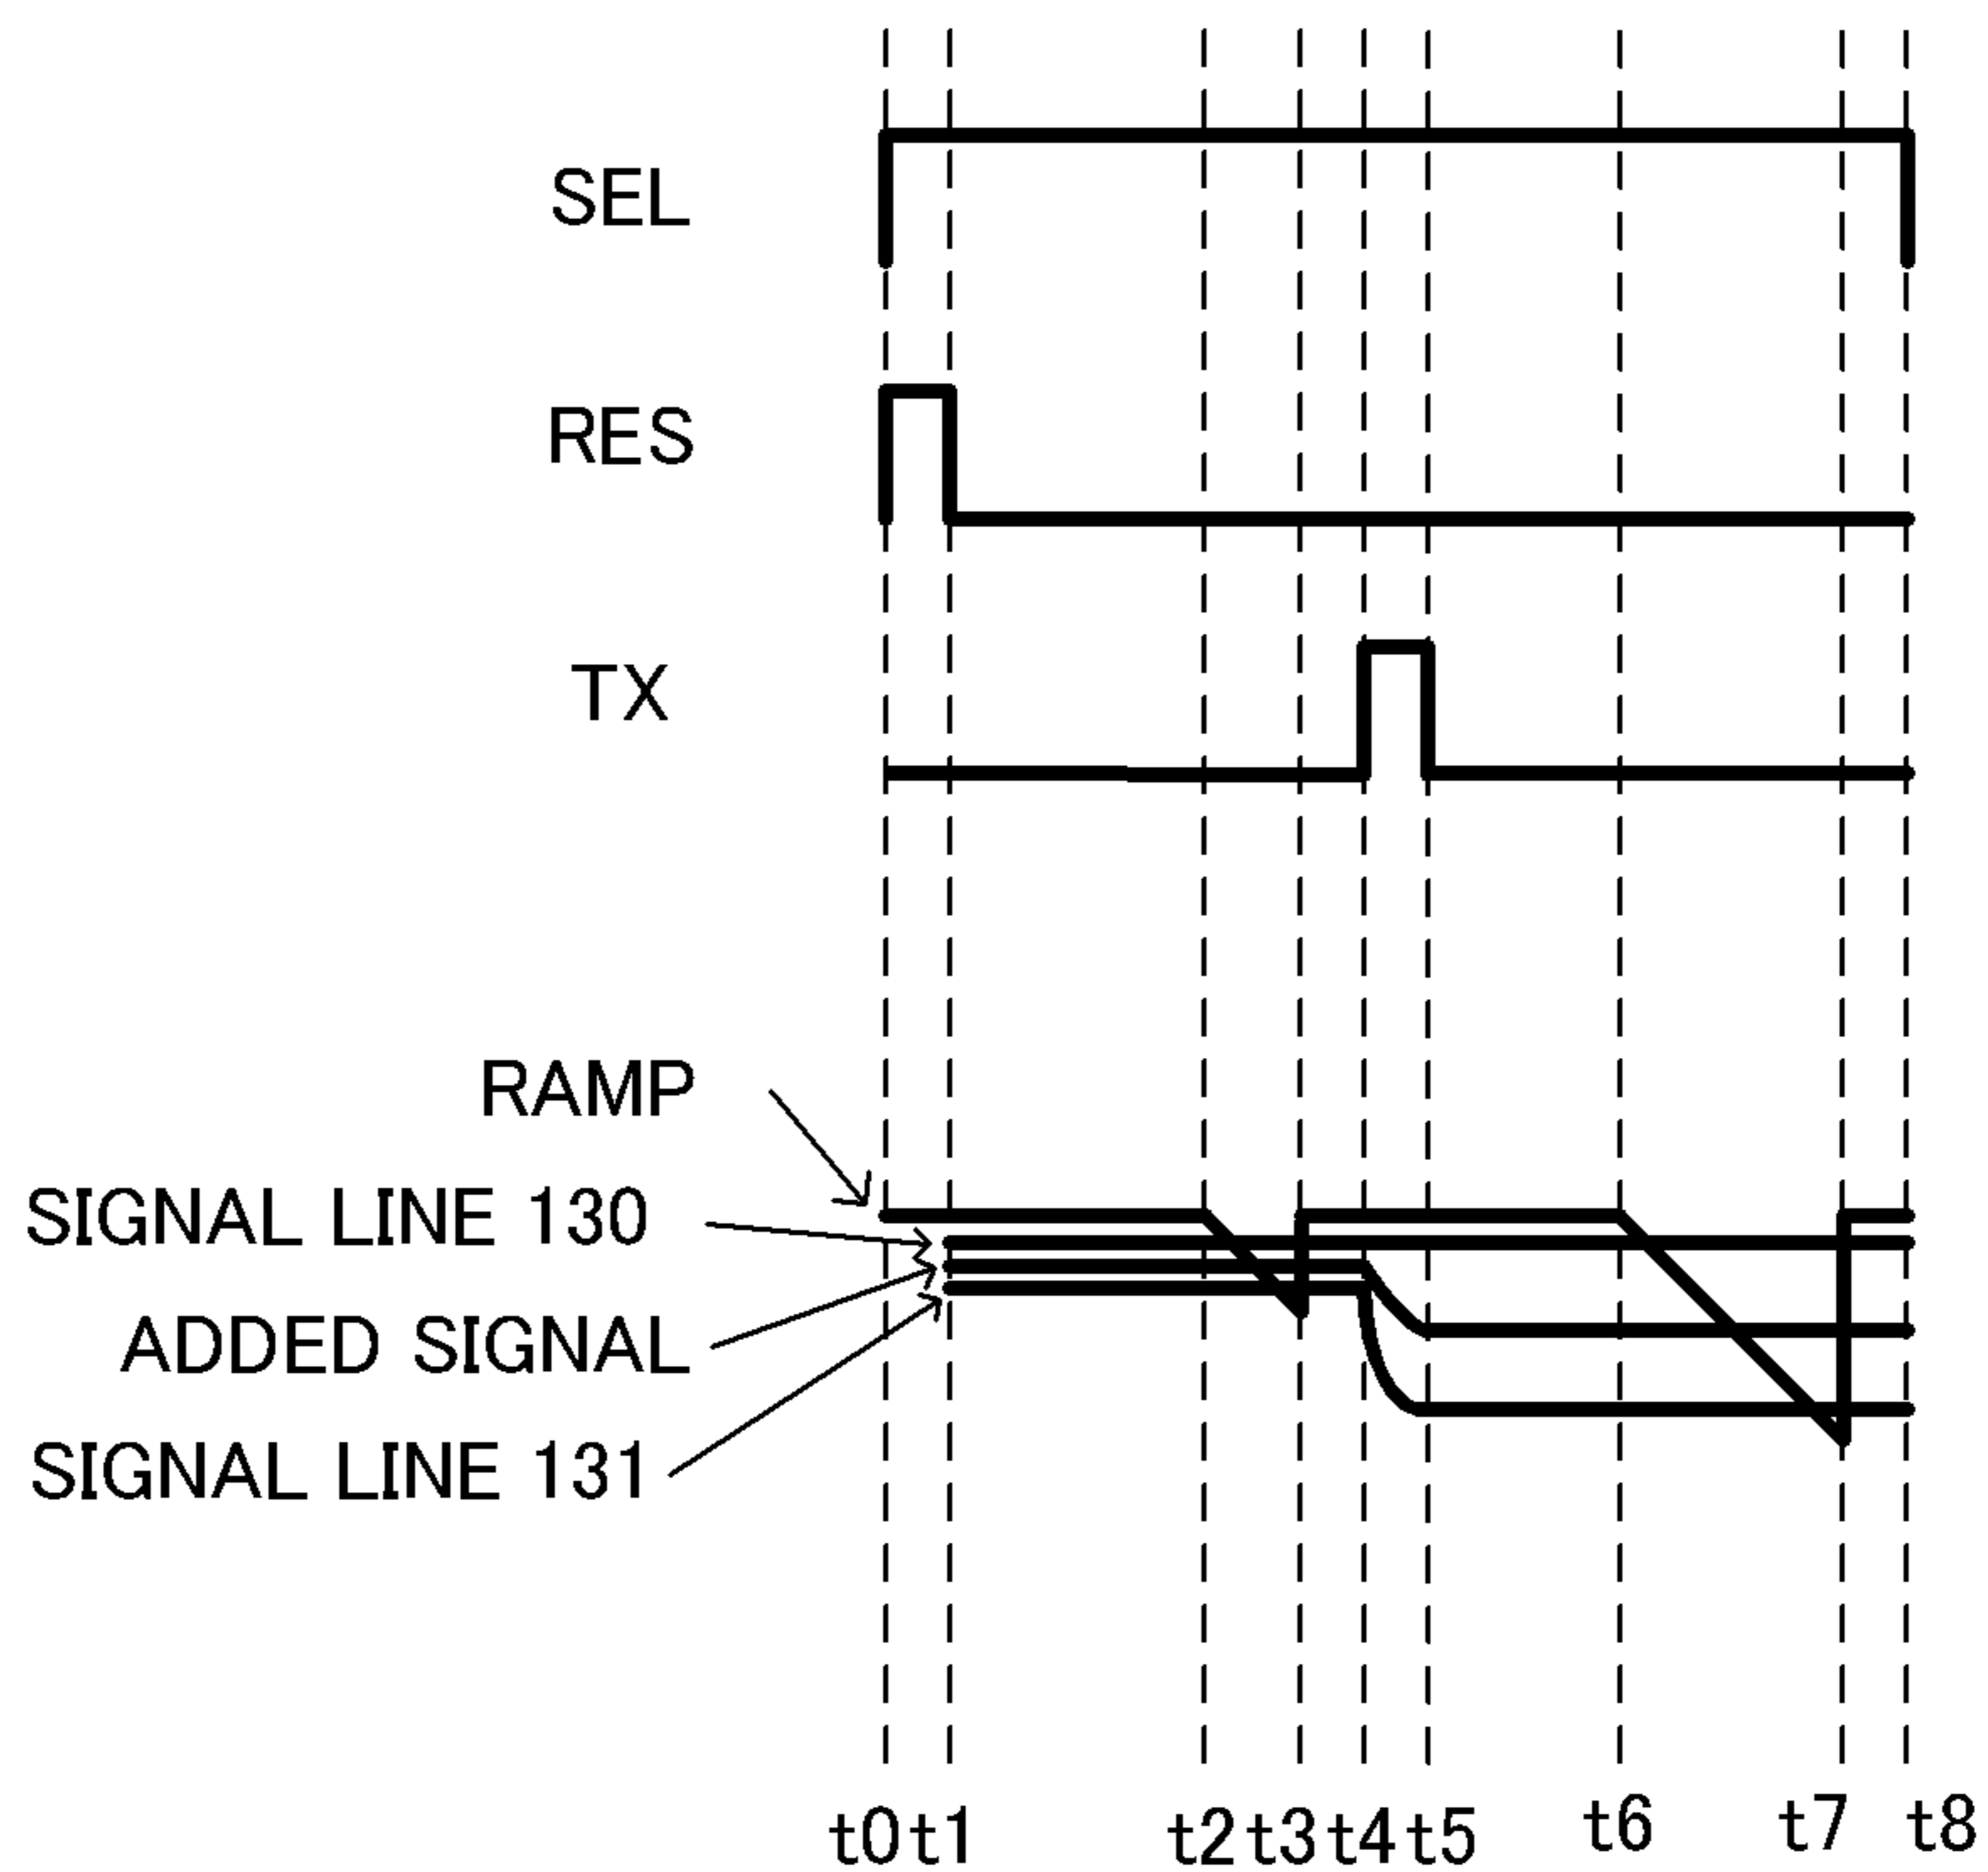 SEL
RES
TX
RAMP
SIGNAL LINE 130
ADDED SIGNAL
SIGNAL LINE 131
t0 t1 t2 t3 t4 t5 t6 t7 t8